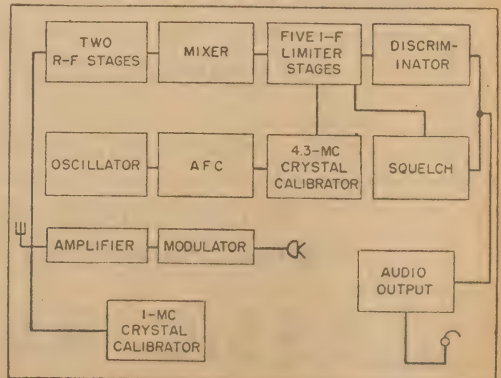 TWO
R-F STAGES
MIXER
FIVE I-F
LIMITER
STAGES
DISCRIM-
INATOR
OSCILLATOR
AFC
4.3-MC
CRYSTAL
CALIBRATOR
SQUELCH
AMPLIFIER
MODULATOR
AUDIO
OUTPUT
1-MC
CRYSTAL
CALIBRATOR